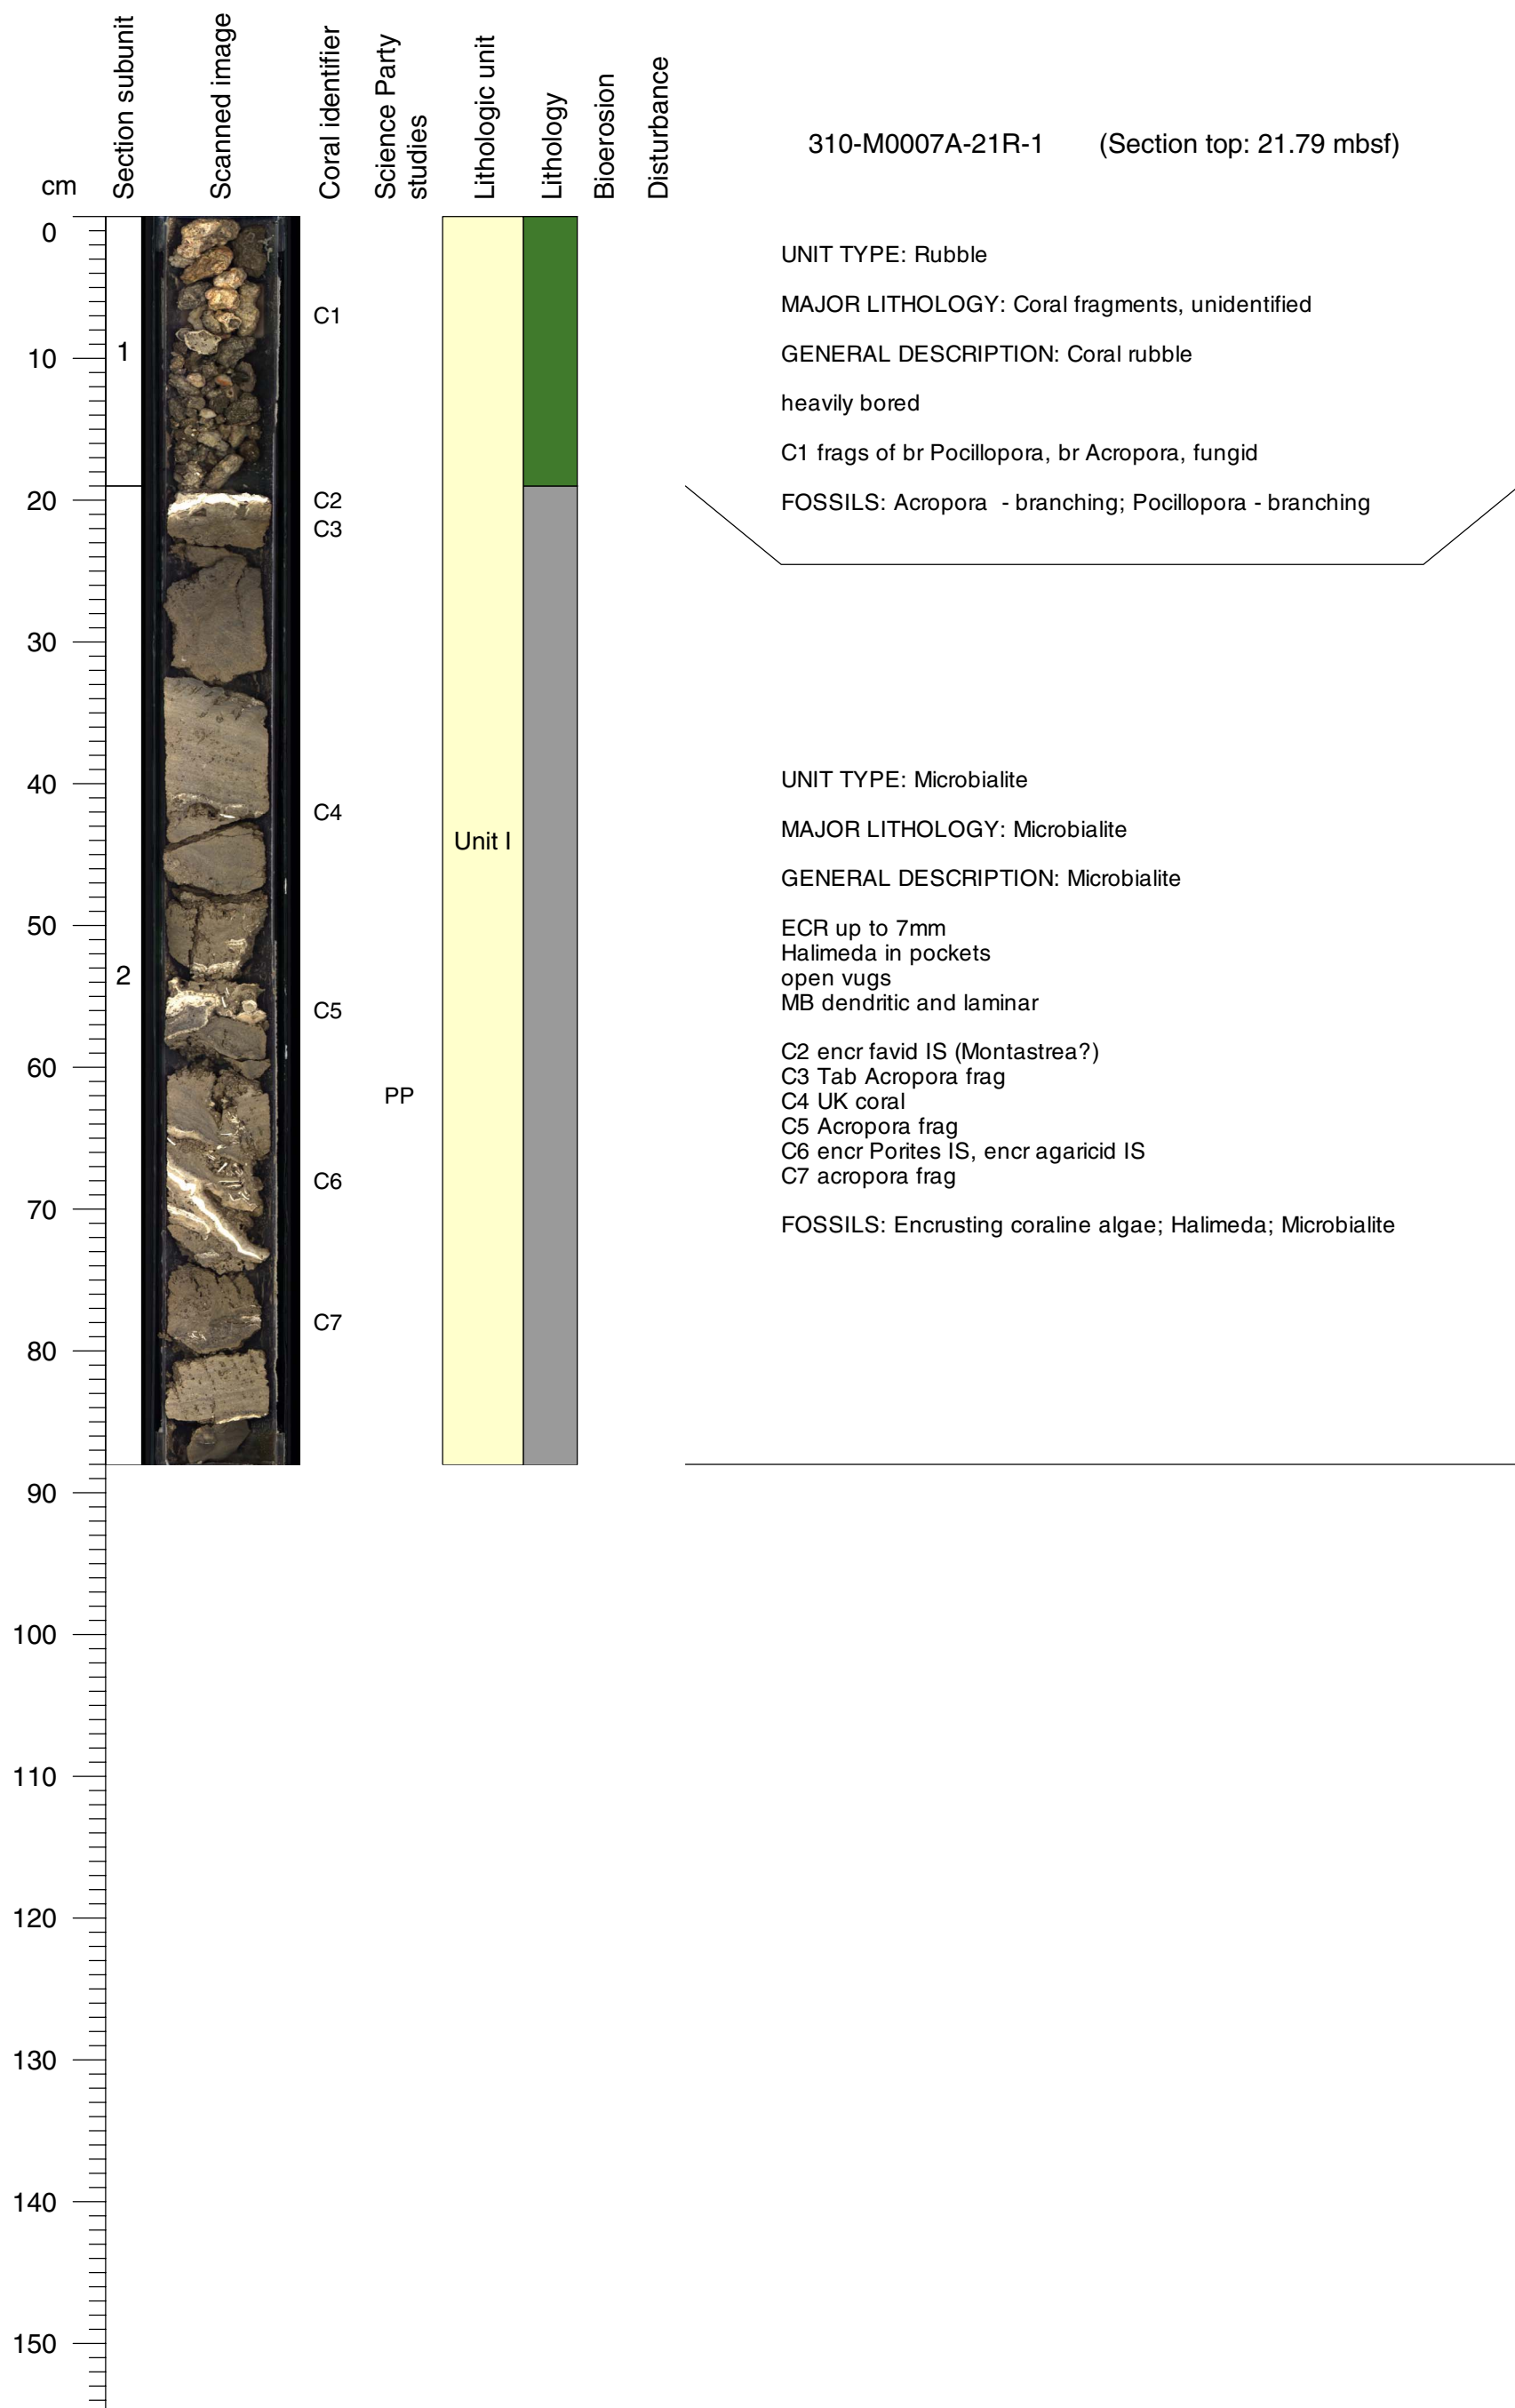 Section subunit
Scanned image
Coral identifier
Science Party
studies
Lithologic unit
Lithology
Bioerosion
Disturbance
310-M0007A-21R-1 (Section top: 21.79 mbsf)
cm
0
10
20
30
40
50
60
70
80
90
100
110
120
130
140
150
1
2
C1
C2
C3
C4
C5
C6
C7
PP
Unit I
UNIT TYPE: Rubble
MAJOR LITHOLOGY: Coral fragments, unidentified
GENERAL DESCRIPTION: Coral rubble
heavily bored
C1 frags of br Pocillopora, br Acropora, fungid
FOSSILS: Acropora - branching; Pocillopora - branching
UNIT TYPE: Microbialite
MAJOR LITHOLOGY: Microbialite
GENERAL DESCRIPTION: Microbialite
ECR up to 7mm
Halimeda in pockets
open vugs
MB dendritic and laminar
C2 encr favid IS (Montastrea?)
C3 Tab Acropora frag
C4 UK coral
C5 Acropora frag
C6 encr Porites IS, encr agaricid IS
C7 acropora frag
FOSSILS: Encrusting coraline algae; Halimeda; Microbialite